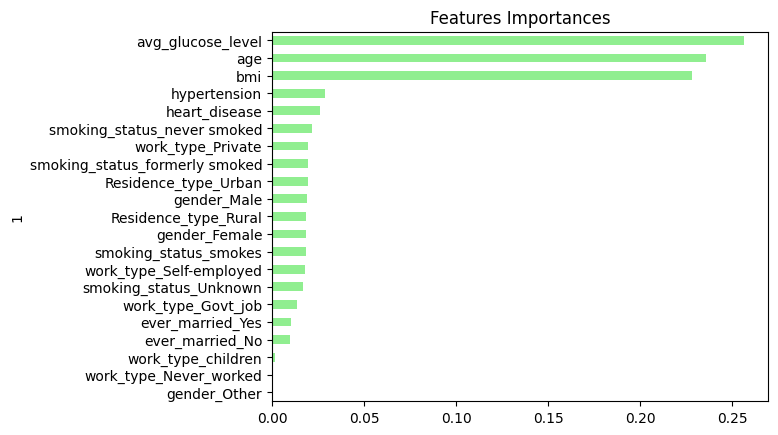 Features Importances
avg_glucose_level
age
bmi
hypertension
heart_disease
smoking_status_never smoked
work_type_Private
smoking_status_formerly smoked
Residence_type_Urban
gender_Male
Residence_type_Rural
gender_Female
smoking_status_smokes
work_type_Self-employed
smoking_status_Unknown
work_type_Govt_job
ever_married_Yes
ever_married_No
work_type_children
work_type_Never_worked
gender_Other
1
0.00 0.05 0.10 0.15 0.20 0.25